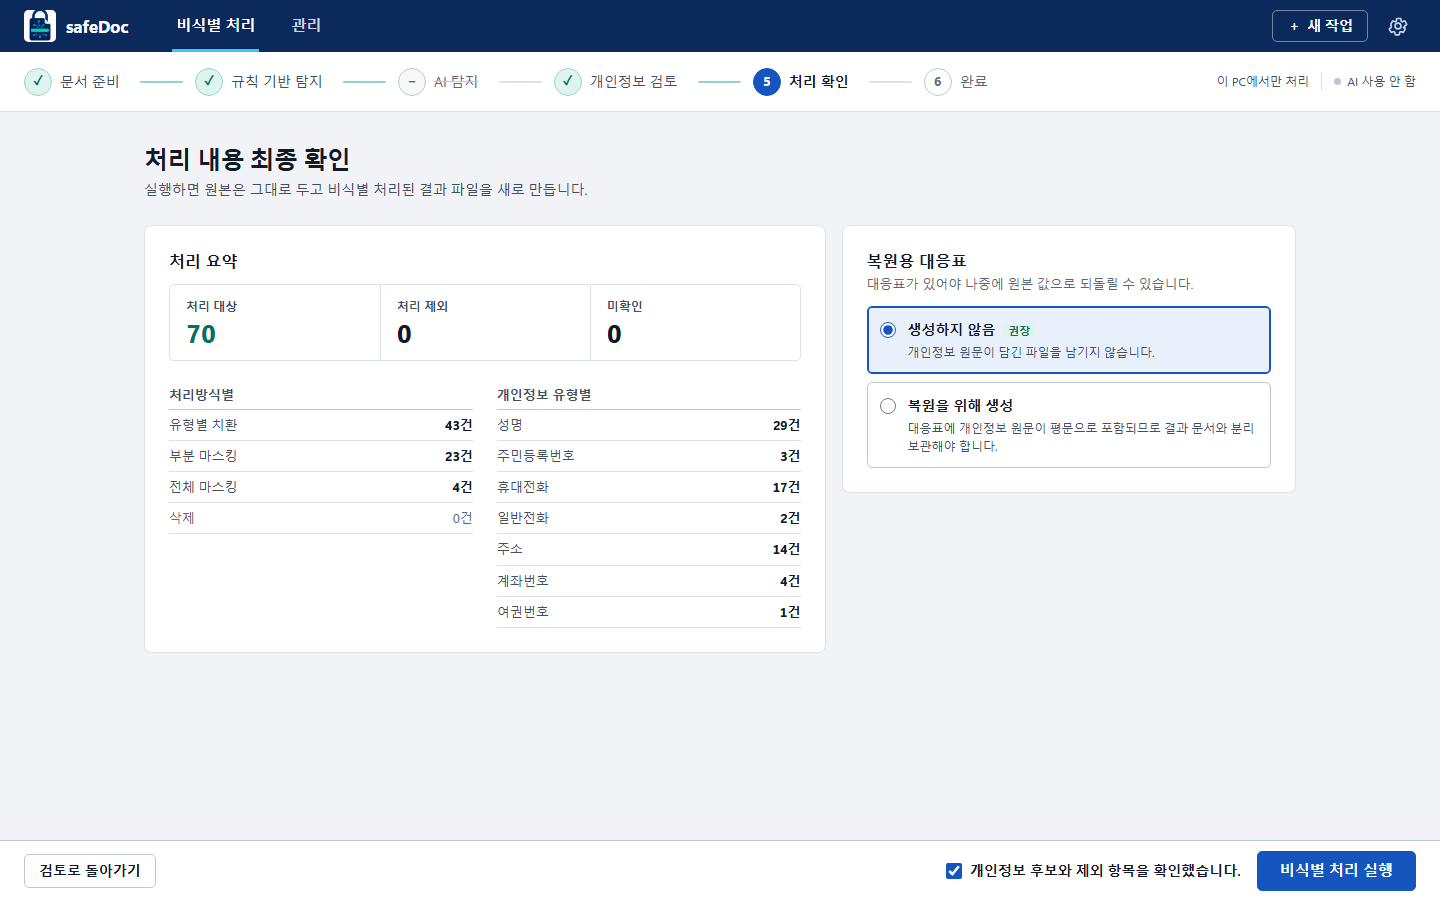 safeDoc
비식별 처리
관리
+ 새 작업
✓ 문서 준비
✓ 규칙 기반 탐지
– AI 탐지
✓ 개인정보 검토
5 처리 확인
6 완료
이 PC에서만 처리
AI 사용 안 함
처리 내용 최종 확인
실행하면 원본은 그대로 두고 비식별 처리된 결과 파일을 새로 만듭니다.
처리 요약
처리 대상
70
처리 제외
0
미확인
0
처리방식별
유형별 치환 43건
부분 마스킹 23건
전체 마스킹 4건
삭제 0건
개인정보 유형별
성명 29건
주민등록번호 3건
휴대전화 17건
일반전화 2건
주소 14건
계좌번호 4건
여권번호 1건
복원용 대응표
대응표가 있어야 나중에 원본 값으로 되돌릴 수 있습니다.
생성하지 않음 권장
개인정보 원문이 담긴 파일을 남기지 않습니다.
복원을 위해 생성
대응표에 개인정보 원문이 평문으로 포함되므로 결과 문서와 분리
보관해야 합니다.
검토로 돌아가기
개인정보 후보와 제외 항목을 확인했습니다.
비식별 처리 실행